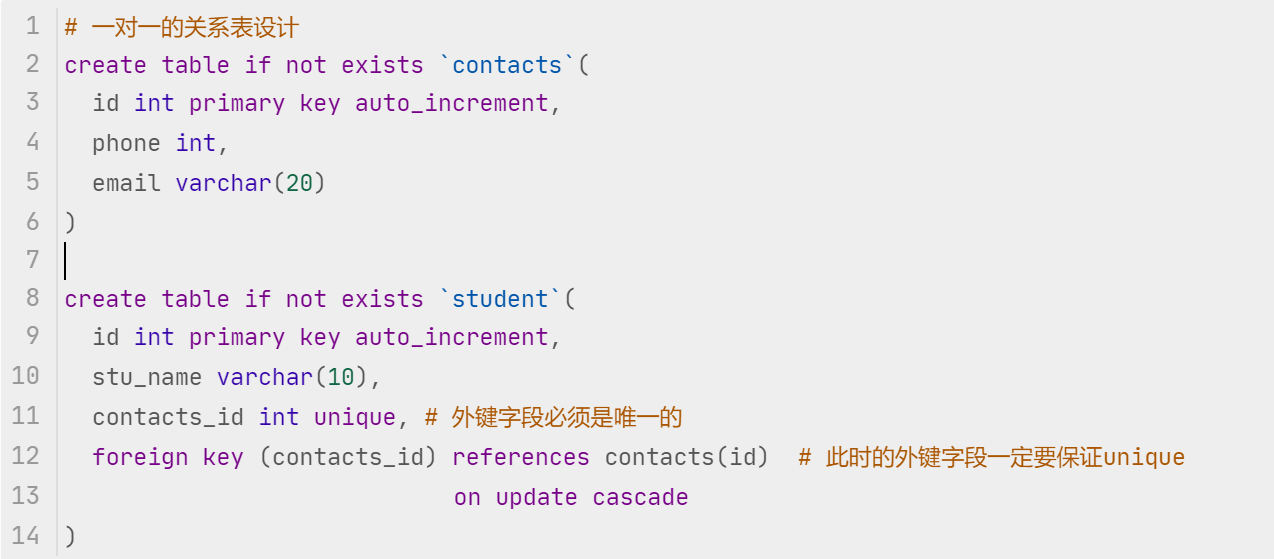 1 # 一对一的关系表设计
2 create table if not exists `contacts`(
3 id int primary key auto_increment,
4 phone int,
5 email varchar(20)
6 )
7
8 create table if not exists `student`(
9 id int primary key auto_increment,
10 stu_name varchar(10),
11 contacts_id int unique, # 外键字段必须是唯一的
12 foreign key (contacts_id) references contacts(id) # 此时的外键字段一定要保证unique
13 on update cascade
14 )